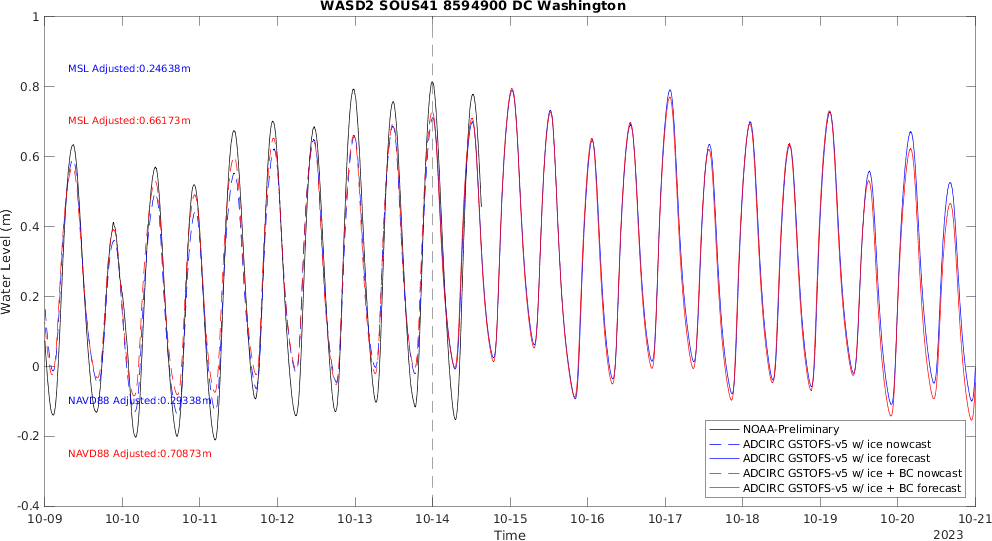 WASD2 SOUS41 8594900 DC Washington
1
0.8
0.6
0.4
0.2
0
-0.2
-0.4
Water Level (m)
MSL Adjusted:0.24638m
MSL Adjusted:0.66173m
NAVD88 Adjusted:0.29338m
NAVD88 Adjusted:0.70873m
NOAA-Preliminary
ADCIRC GSTOFS-v5 w/ ice nowcast
ADCIRC GSTOFS-v5 w/ ice forecast
ADCIRC GSTOFS-v5 w/ ice + BC nowcast
ADCIRC GSTOFS-v5 w/ ice + BC forecast
10-09 10-10 10-11 10-12 10-13 10-14 10-15 10-16 10-17 10-18 10-19 10-20 10-21
Time
2023